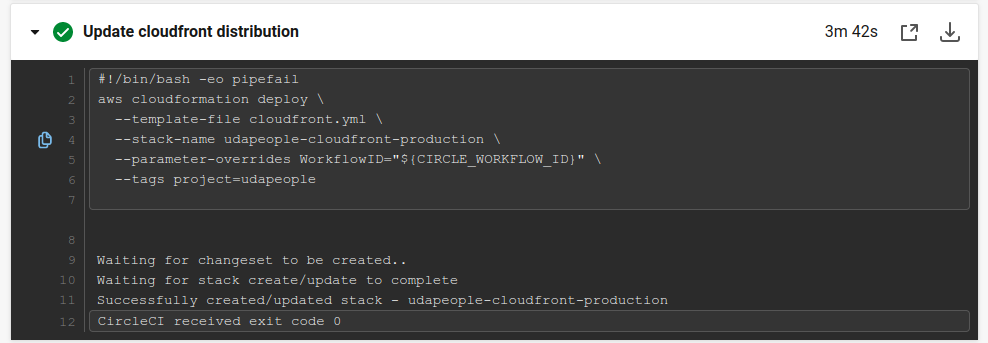 Update cloudfront distribution 3m 42s
1 #!/bin/bash -eo pipefail
2 aws cloudformation deploy \
3 --template-file cloudfront.yml \
4 --stack-name udapeople-cloudfront-production \
5 --parameter-overrides WorkflowID="${CIRCLE_WORKFLOW_ID}" \
6 --tags project=udapeople
7
8
9 Waiting for changeset to be created..
10 Waiting for stack create/update to complete
11 Successfully created/updated stack - udapeople-cloudfront-production
12 CircleCI received exit code 0